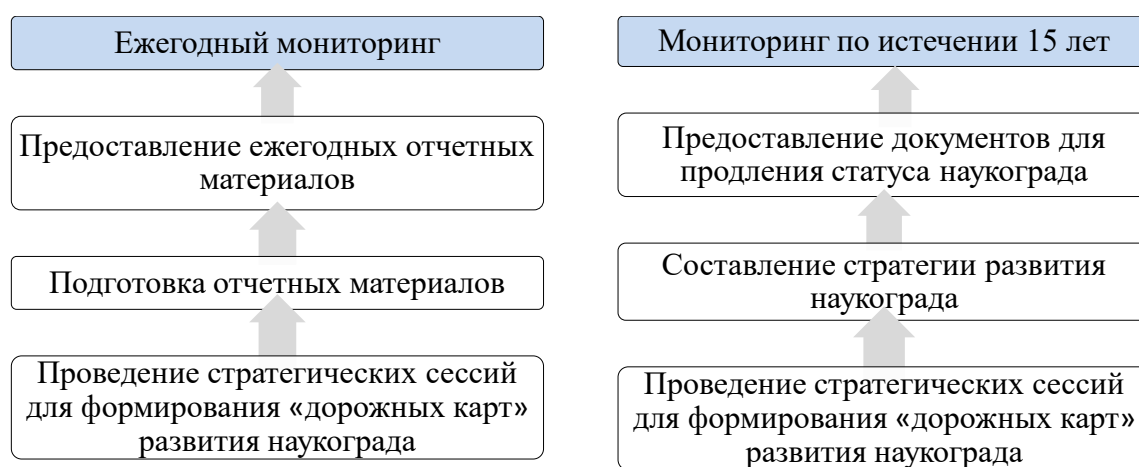 Ежегодный мониторинг
Предоставление ежегодных отчетных
материалов
Подготовка отчетных материалов
Проведение стратегических сессий
для формирования «дорожных карт»
развития наукограда
Мониторинг по истечении 15 лет
Предоставление документов для
продления статуса наукограда
Составление стратегии развития
наукограда
Проведение стратегических сессий
для формирования «дорожных карт»
развития наукограда